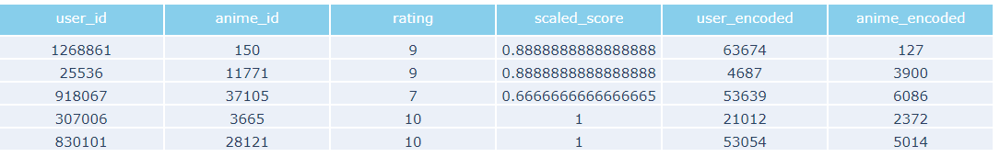 user_id anime_id rating scaled_score user_encoded anime_encoded
1268861 150 9 0.8888888888888888 63674 127
25536 11771 9 0.8888888888888888 4687 3900
918067 37105 7 0.6666666666666665 53639 6086
307006 3665 10 1 21012 2372
830101 28121 10 1 53054 5014